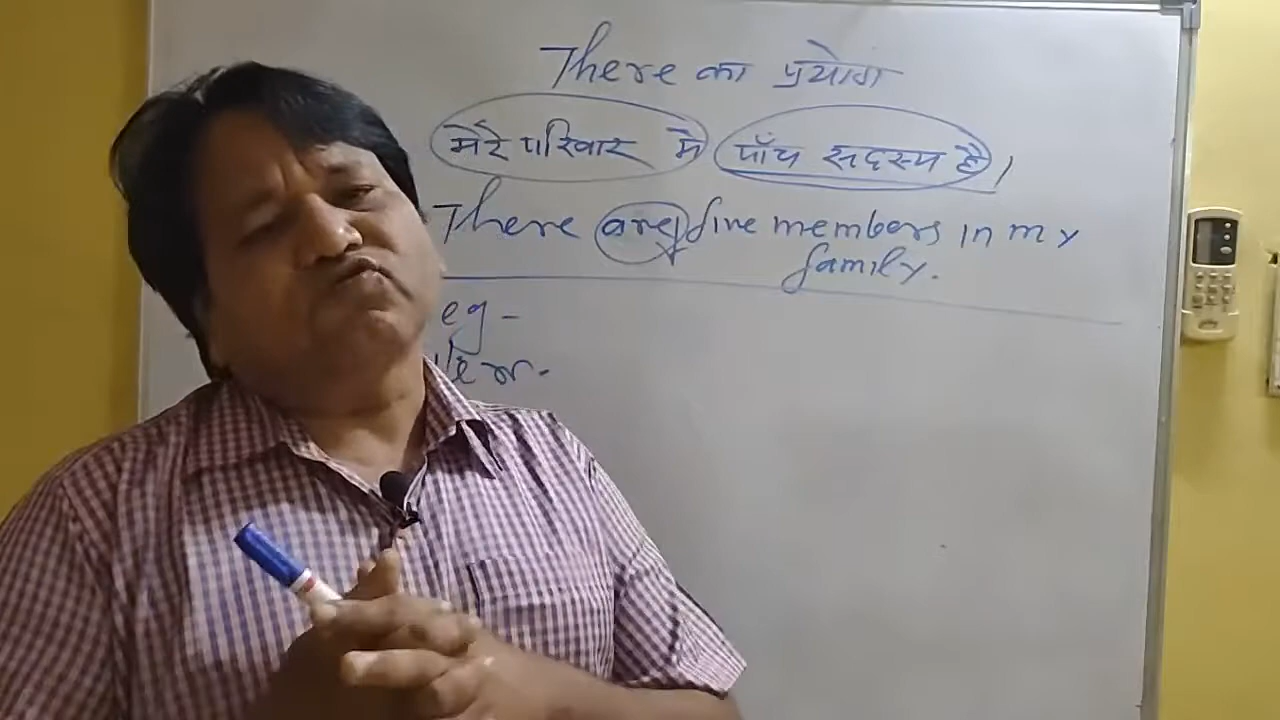 There का प्रयोग
मेरे परिवार में पाँच सदस्य है।
There are five members in my
family.
eg -